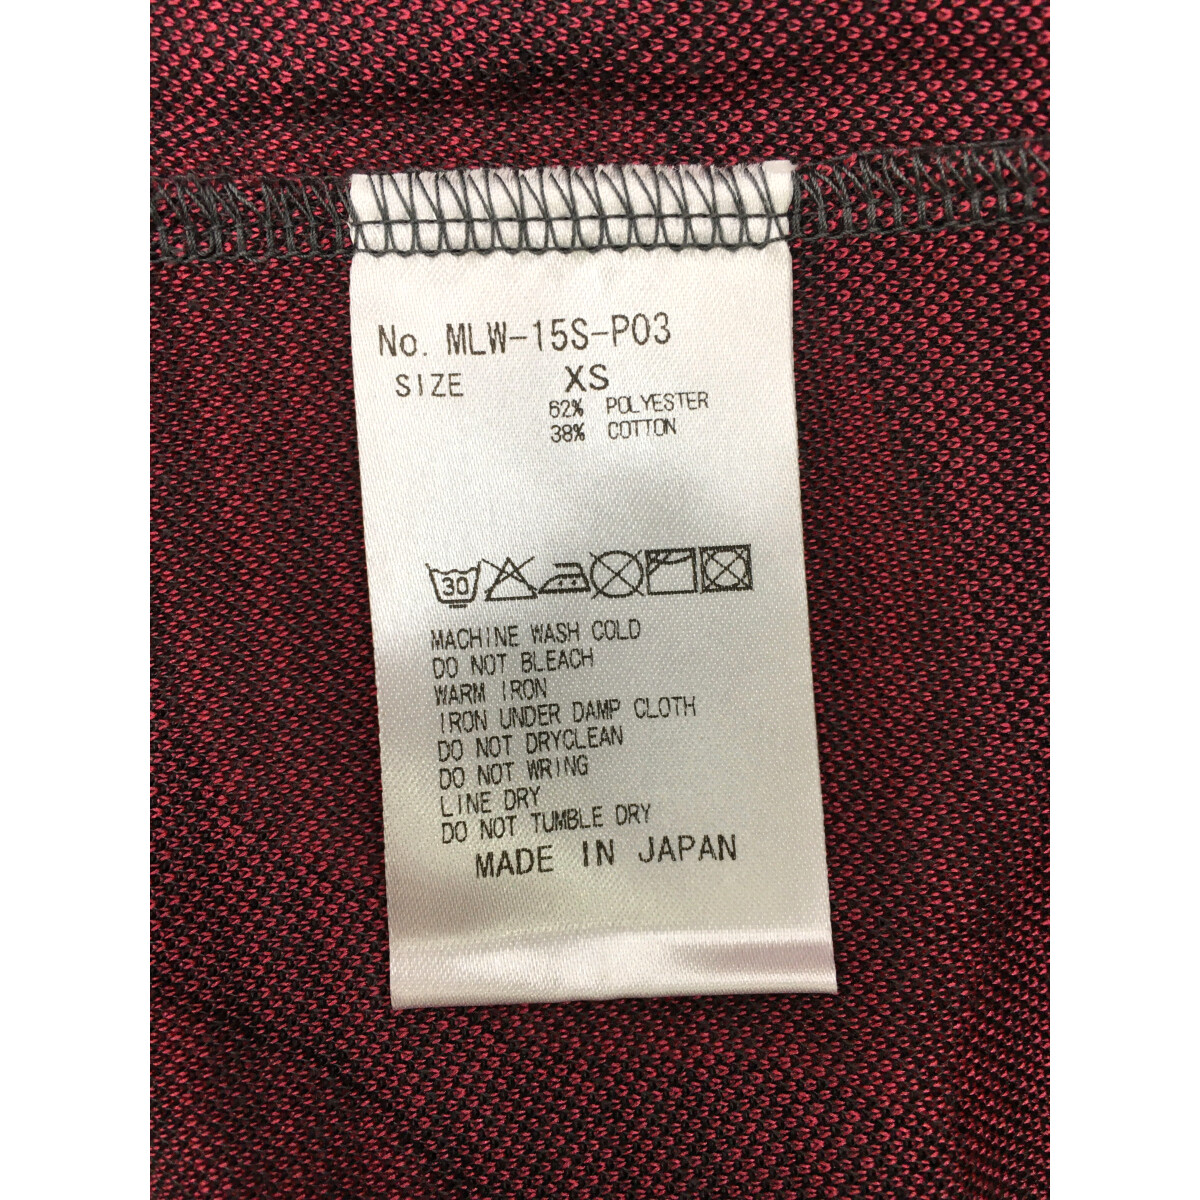 No. MLW-15S-P03
SIZE XS
62% POLYESTER
38% COTTON
30
MACHINE WASH COLD
DO NOT BLEACH
WARM IRON
IRON UNDER DAMP CLOTH
DO NOT DRYCLEAN
DO NOT WRING
LINE DRY
DO NOT TUMBLE DRY
MADE IN JAPAN